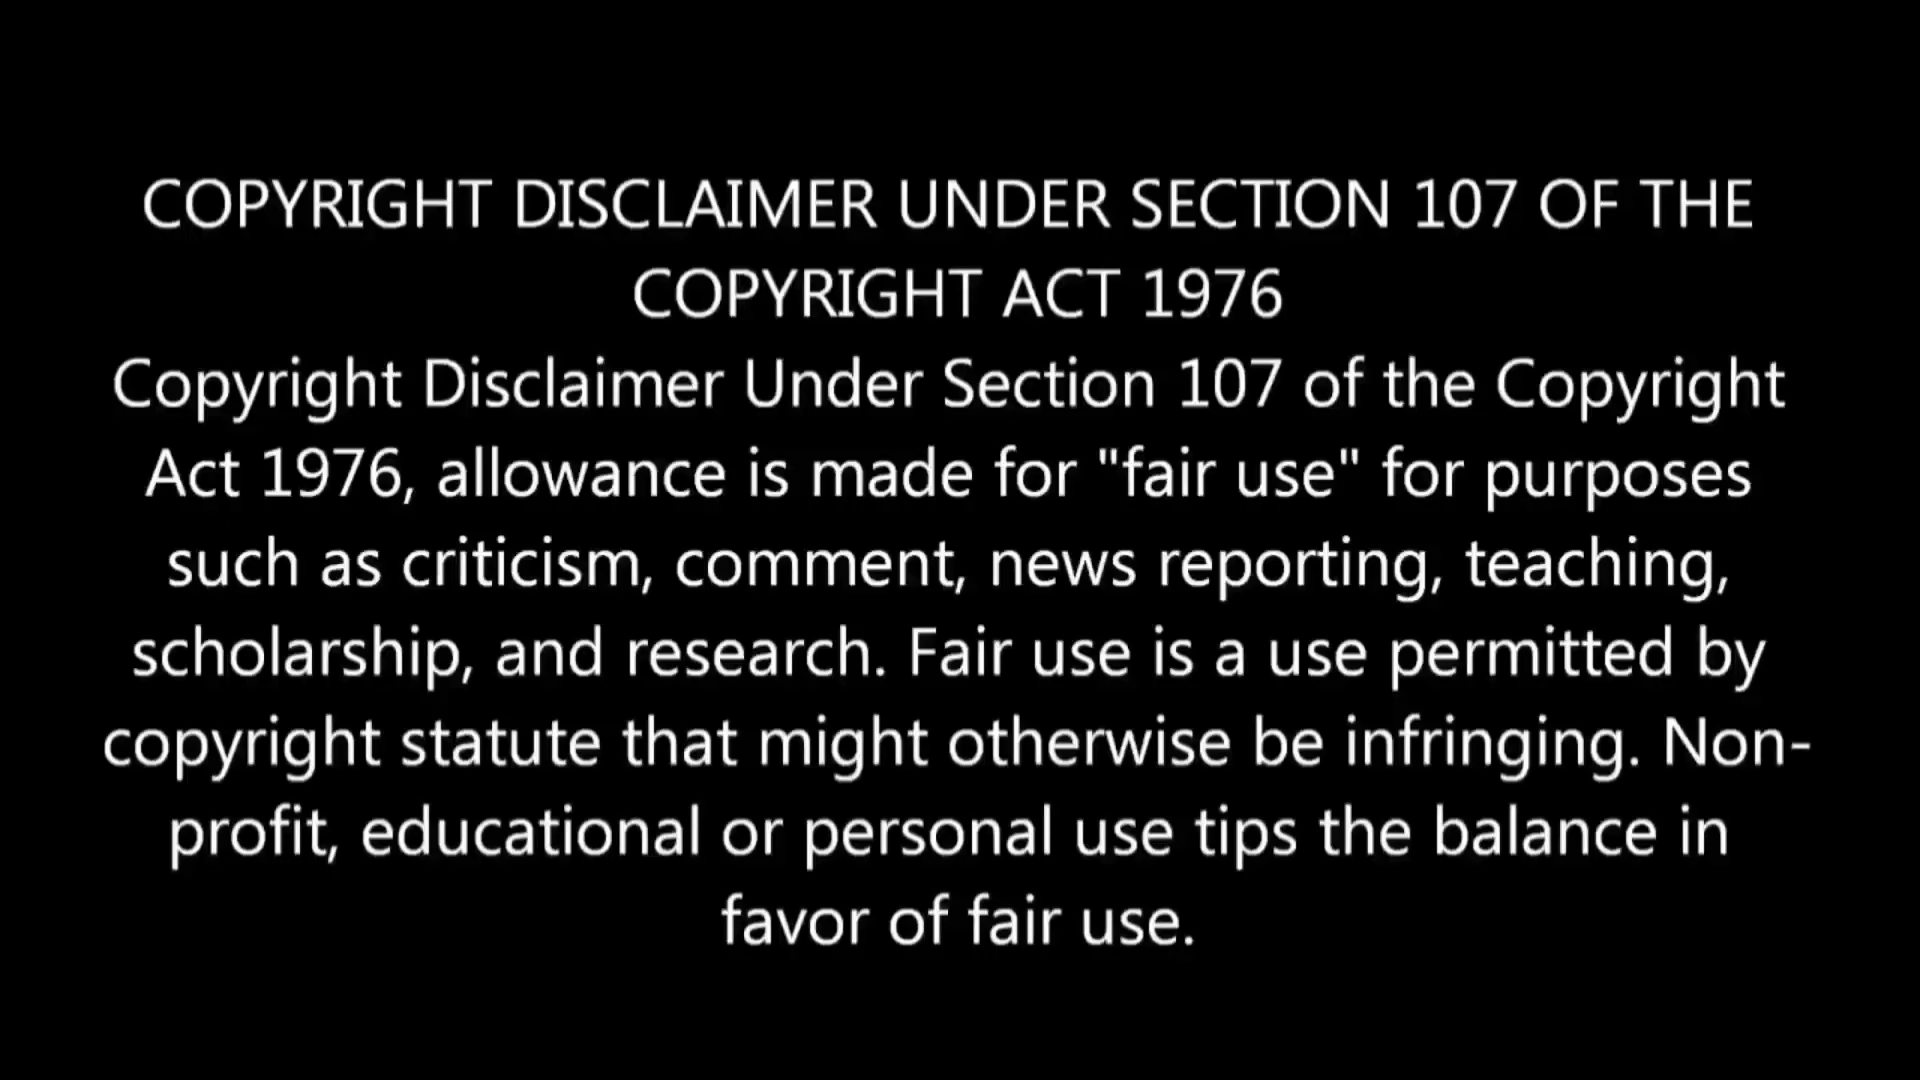 COPYRIGHT DISCLAIMER UNDER SECTION 107 OF THE
COPYRIGHT ACT 1976
Copyright Disclaimer Under Section 107 of the Copyright
Act 1976, allowance is made for "fair use" for purposes
such as criticism, comment, news reporting, teaching,
scholarship, and research. Fair use is a use permitted by
copyright statute that might otherwise be infringing. Non-
profit, educational or personal use tips the balance in
favor of fair use.